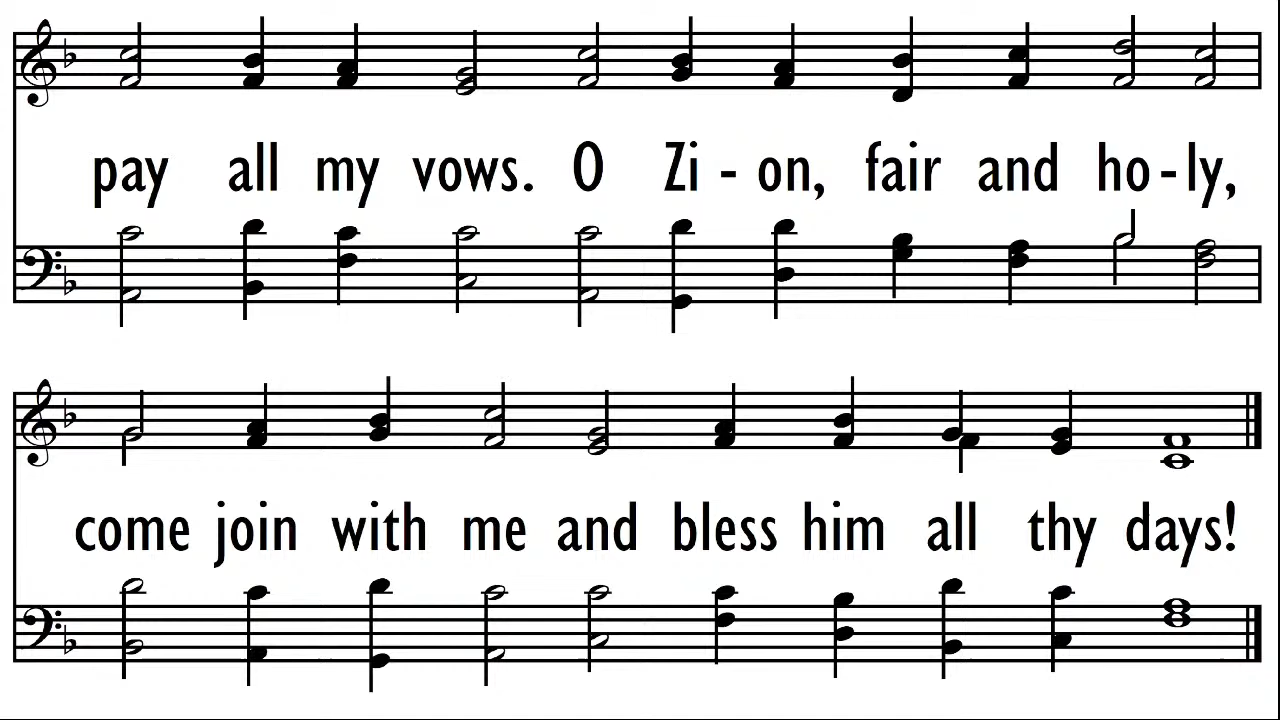 pay all my vows. O Zi - on, fair and ho - ly,
come join with me and bless him all thy days!